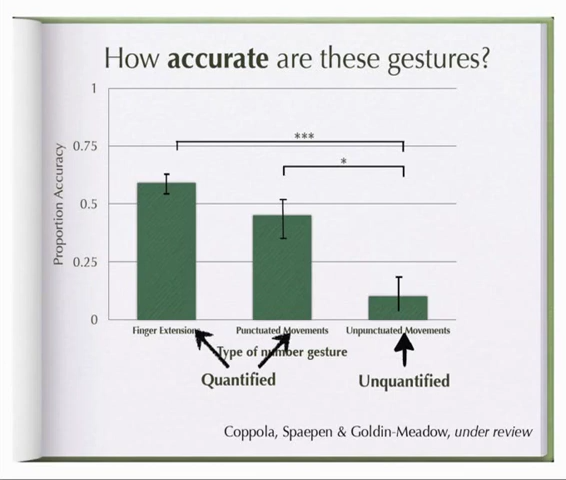 How accurate are these gestures?
1
***
0.75
*
0.5
0.25
0
Proportion Accuracy
Finger Extensions Punctuated Movements Unpunctuated Movements
Type of number gesture
Quantified Unquantified
Coppola, Spaepen & Goldin-Meadow, under review